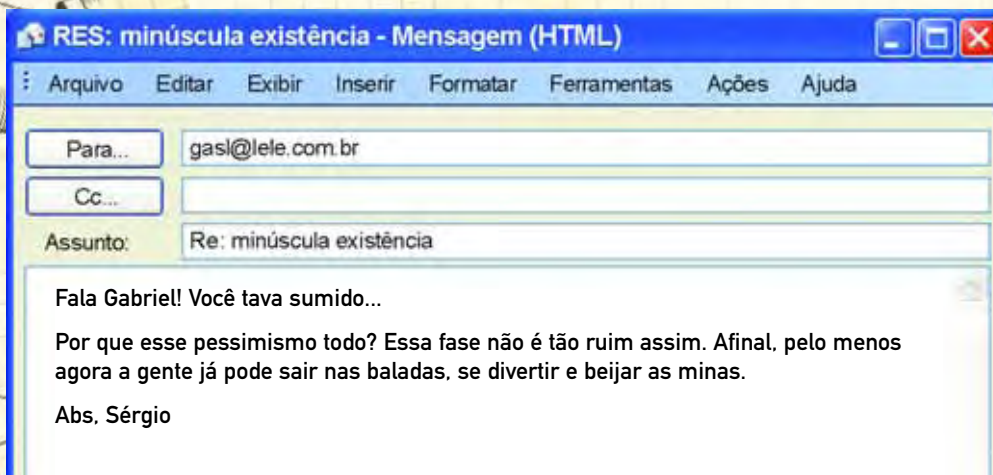 RES: minúscula existência - Mensagem (HTML)
Arquivo Editar Exibir Inserir Formatar Ferramentas Ações Ajuda
Para... gasl@lele.com.br
Cc...
Assunto: Re: minúscula existência
Fala Gabriel! Você tava sumido...
Por que esse pessimismo todo? Essa fase não é tão ruim assim. Afinal, pelo menos
agora a gente já pode sair nas baladas, se divertir e beijar as minas.
Abs, Sérgio